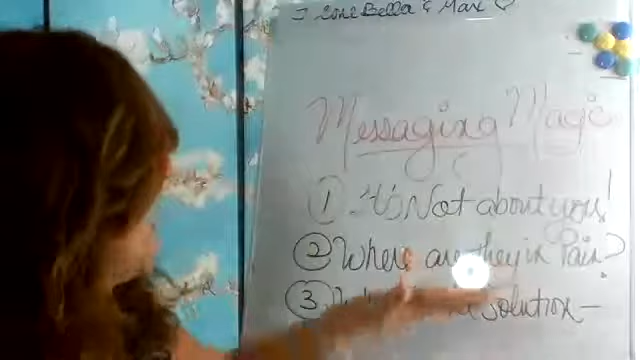 I love Bella & Max ♡
Messaging Magic
① It's Not about you!
② Where are they in Pain?
③ solution —